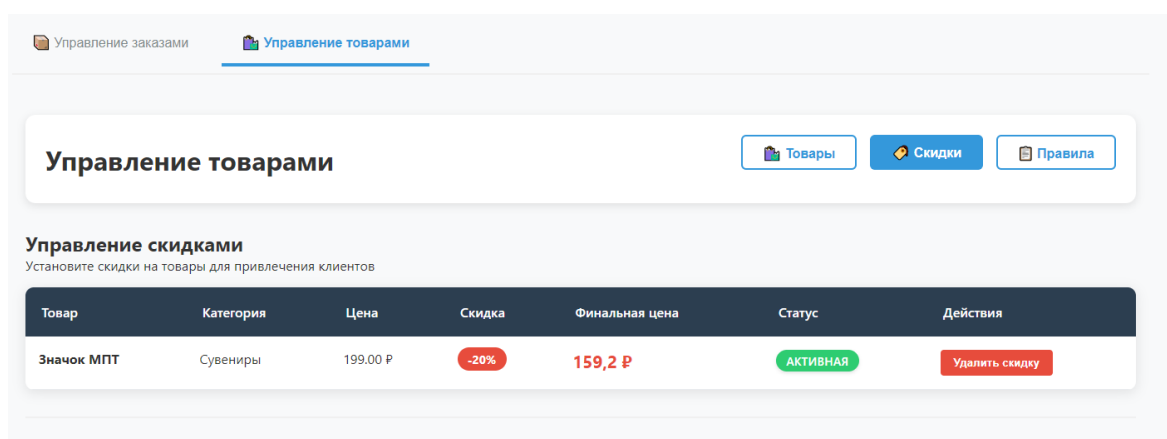 Управление заказами Управление товарами
Управление товарами Товары Скидки Правила
Управление скидками
Установите скидки на товары для привлечения клиентов
Товар Категория Цена Скидка Финальная цена Статус Действия
Значок МПТ Сувениры 199.00 ₽ -20% 159,2 ₽ АКТИВНАЯ Удалить скидку